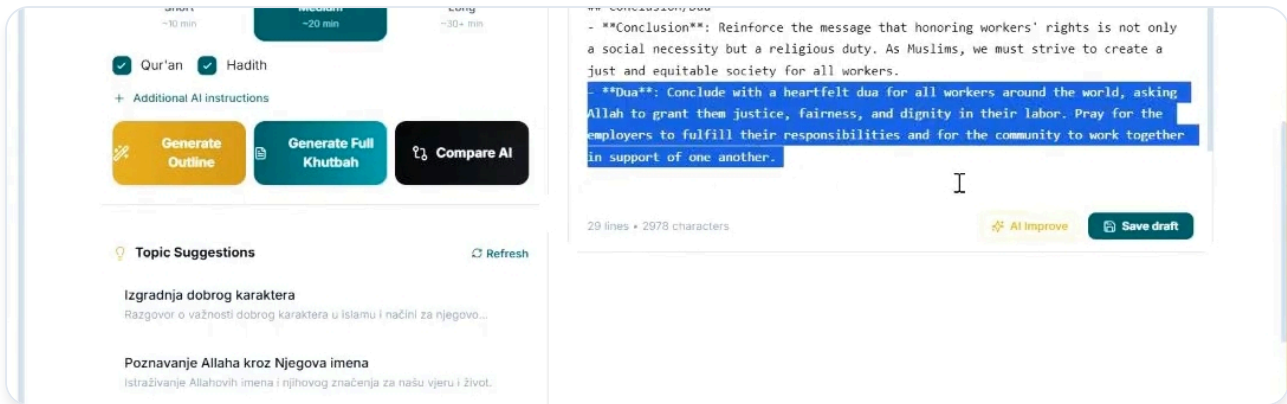 Short
Medium
Long
~10 min
~20 min
~30+ min
Qur'an
Hadith
+ Additional AI instructions
Generate
Outline
Generate Full
Khutbah
Compare AI
Topic Suggestions
Refresh
Izgradnja dobrog karaktera
Razgovor o važnosti dobrog karaktera u islamu i načini za njegovo...
Poznavanje Allaha kroz Njegova imena
Istraživanje Allahovih imena i njihovog značenja za našu vjeru i život.
## Conclusion/Dua
- **Conclusion**: Reinforce the message that honoring workers' rights is not only
a social necessity but a religious duty. As Muslims, we must strive to create a
just and equitable society for all workers.
- **Dua**: Conclude with a heartfelt dua for all workers around the world, asking
Allah to grant them justice, fairness, and dignity in their labor. Pray for the
employers to fulfill their responsibilities and for the community to work together
in support of one another.
29 lines • 2978 characters
AI Improve
Save draft